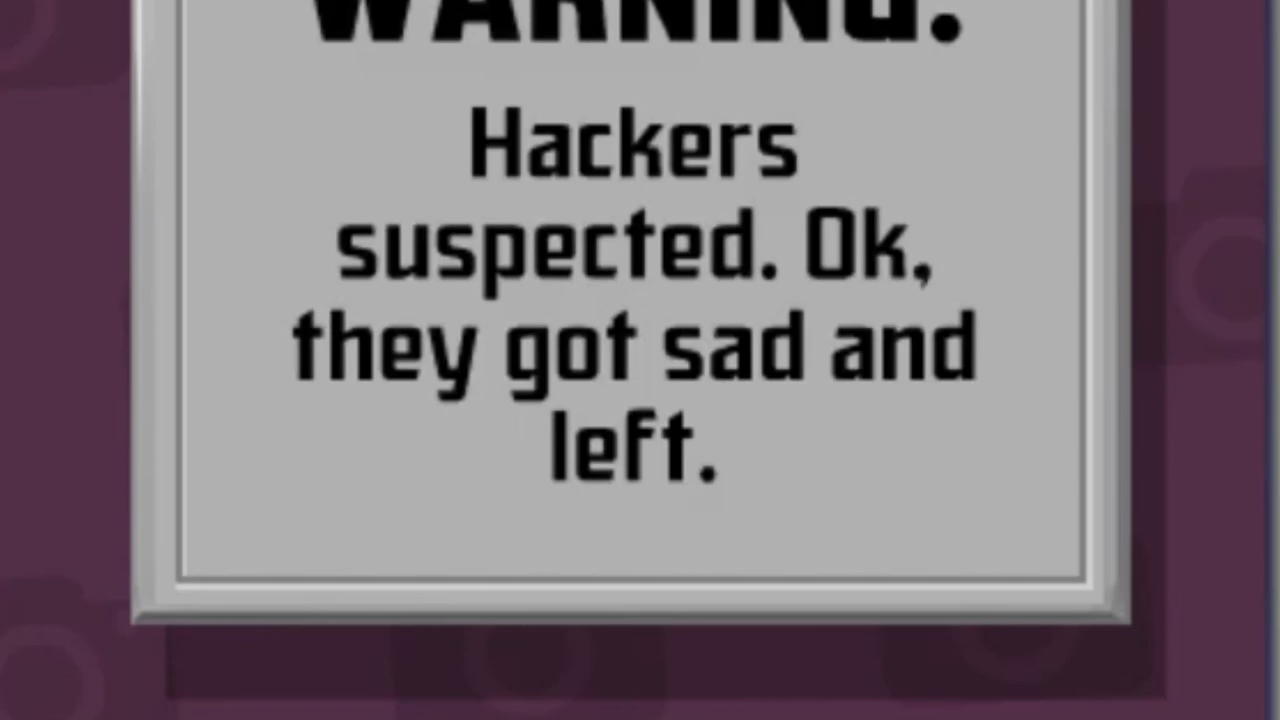 WARNING.
Hackers
suspected. Ok,
they got sad and
left.